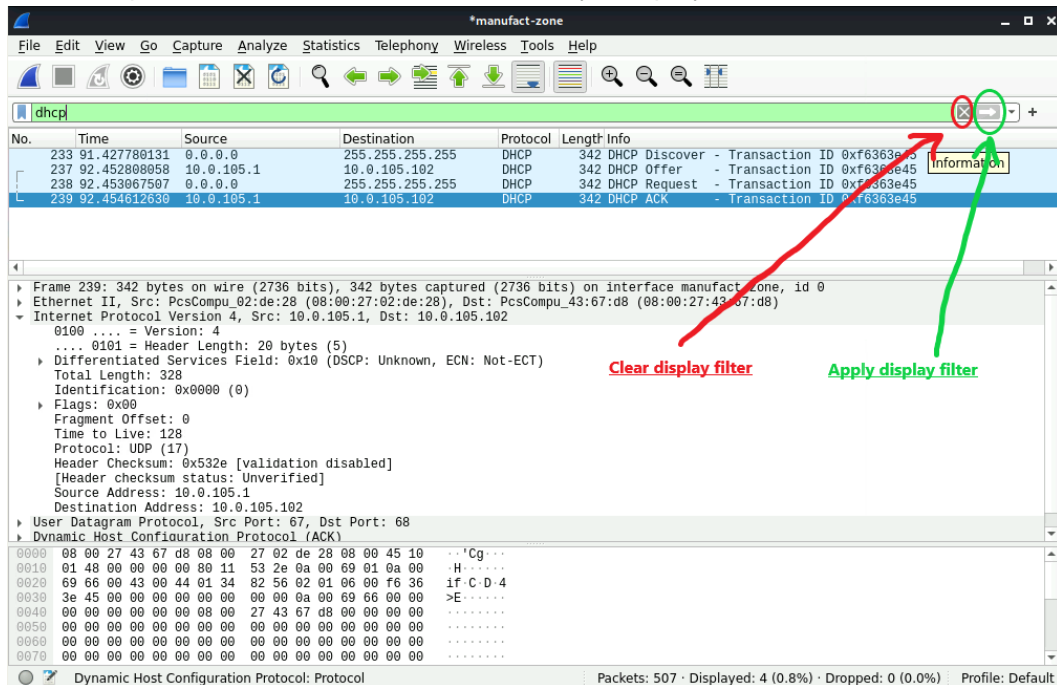 *manufact-zone
File Edit View Go Capture Analyze Statistics Telephony Wireless Tools Help
dhcp
No. Time Source Destination Protocol Length Info
233 91.427780131 0.0.0.0 255.255.255.255 DHCP 342 DHCP Discover - Transaction ID 0xf6363e45
237 92.452808058 10.0.105.1 10.0.105.102 DHCP 342 DHCP Offer - Transaction ID 0xf6363e45
238 92.453067507 0.0.0.0 255.255.255.255 DHCP 342 DHCP Request - Transaction ID 0xf6363e45
239 92.454612630 10.0.105.1 10.0.105.102 DHCP 342 DHCP ACK - Transaction ID 0xf6363e45
Information
Frame 239: 342 bytes on wire (2736 bits), 342 bytes captured (2736 bits) on interface manufact-zone, id 0
Ethernet II, Src: PcsCompu_02:de:28 (08:00:27:02:de:28), Dst: PcsCompu_43:67:d8 (08:00:27:43:67:d8)
Internet Protocol Version 4, Src: 10.0.105.1, Dst: 10.0.105.102
0100 .... = Version: 4
.... 0101 = Header Length: 20 bytes (5)
Differentiated Services Field: 0x10 (DSCP: Unknown, ECN: Not-ECT)
Total Length: 328
Identification: 0x0000 (0)
Flags: 0x00
Fragment Offset: 0
Time to Live: 128
Protocol: UDP (17)
Header Checksum: 0x532e [validation disabled]
[Header checksum status: Unverified]
Source Address: 10.0.105.1
Destination Address: 10.0.105.102
User Datagram Protocol, Src Port: 67, Dst Port: 68
Dynamic Host Configuration Protocol (ACK)
Clear display filter
Apply display filter
0000 08 00 27 43 67 d8 08 00 27 02 de 28 08 00 45 10 ··'Cg···
0010 01 48 00 00 00 00 80 11 53 2e 0a 00 69 01 0a 00 ·H······
0020 69 66 00 43 00 44 01 34 82 56 02 01 06 00 f6 36 if·C·D·4
0030 3e 45 00 00 00 00 00 00 00 00 0a 00 69 66 00 00 >E······
0040 00 00 00 00 00 00 08 00 27 43 67 d8 00 00 00 00 ········
0050 00 00 00 00 00 00 00 00 00 00 00 00 00 00 00 00 ········
0060 00 00 00 00 00 00 00 00 00 00 00 00 00 00 00 00 ········
0070 00 00 00 00 00 00 00 00 00 00 00 00 00 00 00 00 ········
Dynamic Host Configuration Protocol: Protocol Packets: 507 · Displayed: 4 (0.8%) · Dropped: 0 (0.0%) Profile: Default